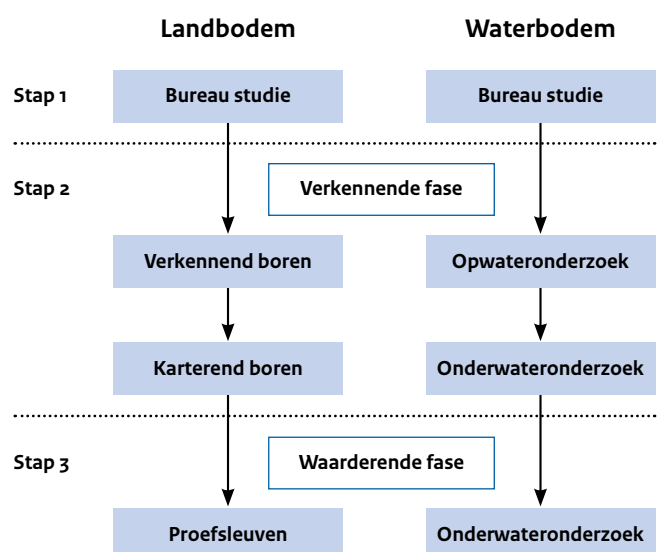 Landbodem
Waterbodem
Stap 1
Bureau studie
Bureau studie
Stap 2
Verkennende fase
Verkennend boren
Opwateronderzoek
Karterend boren
Onderwateronderzoek
Stap 3
Waarderende fase
Proefsleuven
Onderwateronderzoek